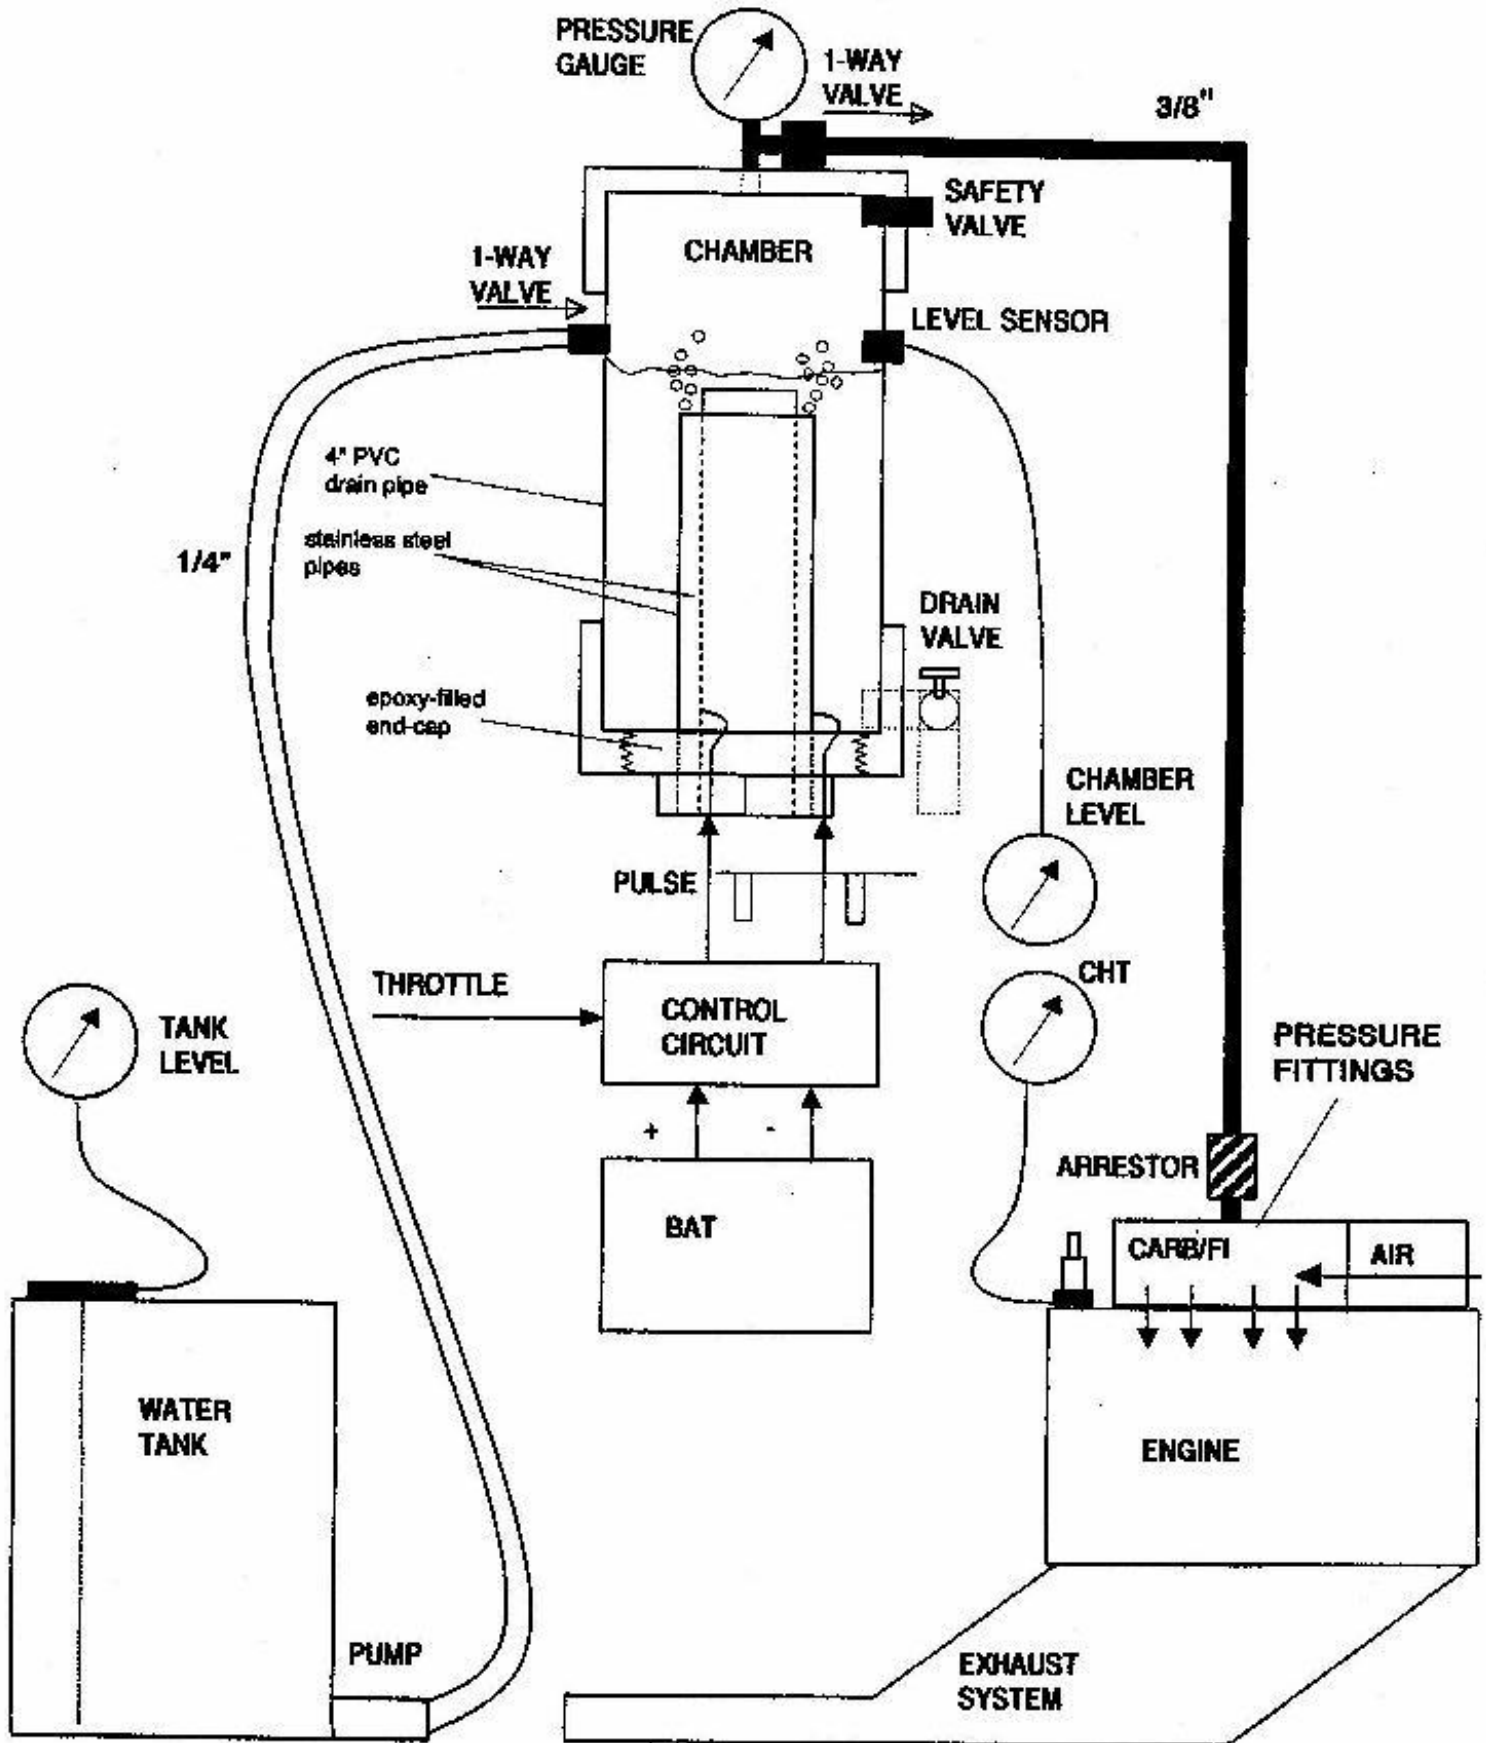 PRESSURE
GAUGE
1-WAY
VALVE
3/8"
SAFETY
VALVE
CHAMBER
1-WAY
VALVE
LEVEL SENSOR
4" PVC
drain pipe
stainless steel
pipes
1/4"
DRAIN
VALVE
epoxy-filled
end-cap
CHAMBER
LEVEL
PULSE
CHT
THROTTLE
CONTROL
CIRCUIT
TANK
LEVEL
PRESSURE
FITTINGS
+ -
ARRESTOR
BAT
CARB/FI
AIR
WATER
TANK
ENGINE
PUMP
EXHAUST
SYSTEM